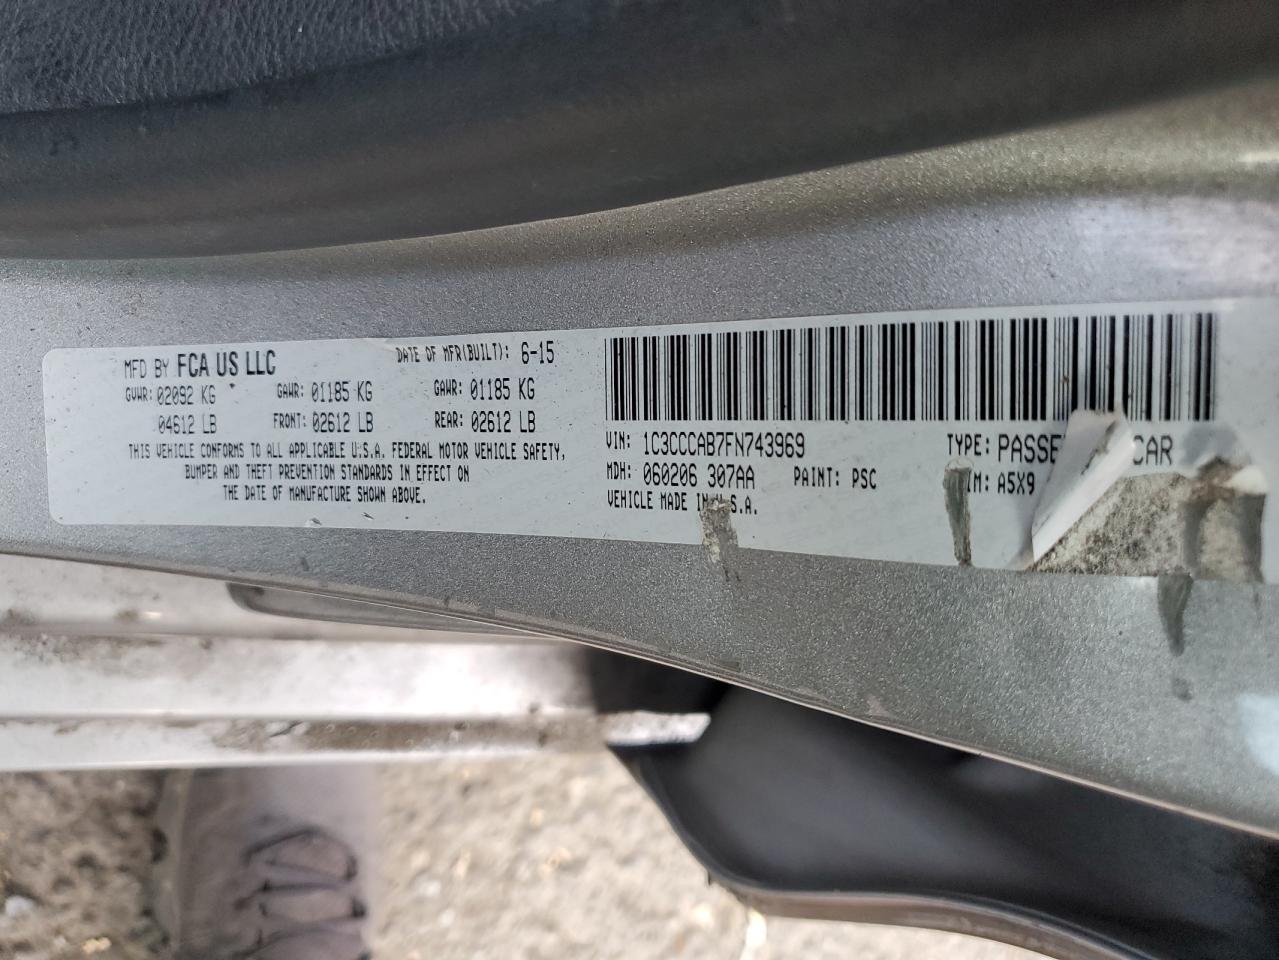 MFD BY FCA US LLC DATE OF MFR(BUILT): 6-15
GVWR: 02092 KG GAWR: 01185 KG GAWR: 01185 KG
04612 LB FRONT: 02612 LB REAR: 02612 LB
THIS VEHICLE CONFORMS TO ALL APPLICABLE U.S.A. FEDERAL MOTOR VEHICLE SAFETY,
BUMPER AND THEFT PREVENTION STANDARDS IN EFFECT ON
THE DATE OF MANUFACTURE SHOWN ABOVE.
VIN: 1C3CCCAB7FN743969 TYPE: PASSE CAR
MDH: 060206 307AA PAINT: PSC IM: A5X9
VEHICLE MADE IN U.S.A.